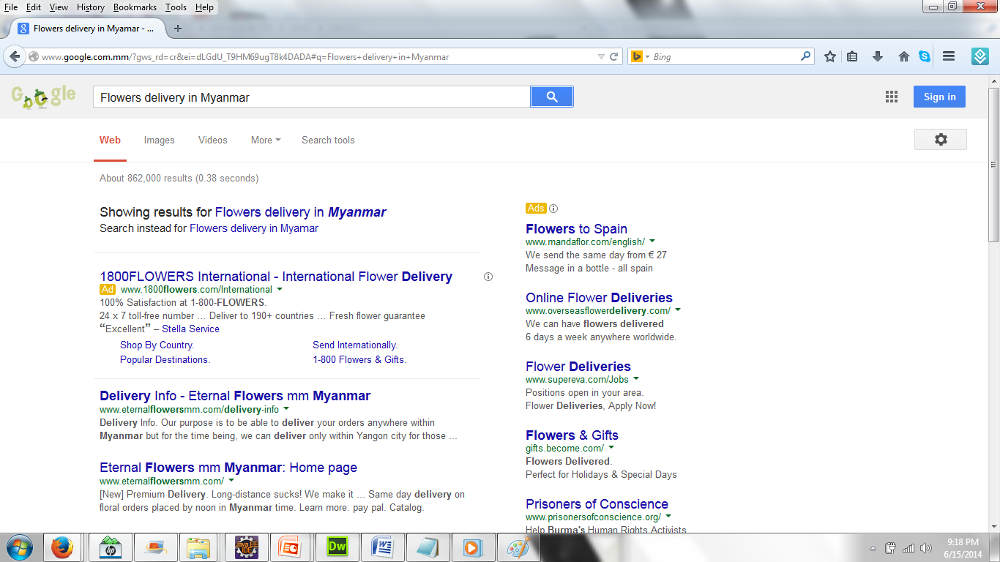 File Edit View History Bookmarks Tools Help
Flowers delivery in Myamar - ...
www.google.com.mm/?gws_rd=cr&ei=dLGdU_T9HM69ugT8k4DADA#q=Flowers+delivery+in+Myanmar
Bing
Google
Flowers delivery in Myanmar
Sign in
Web Images Videos More Search tools
About 862,000 results (0.38 seconds)
Showing results for Flowers delivery in Myanmar
Search instead for Flowers delivery in Myamar
1800FLOWERS International - International Flower Delivery
Ad www.1800flowers.com/International
100% Satisfaction at 1-800-FLOWERS.
24 x 7 toll-free number ... Deliver to 190+ countries ... Fresh flower guarantee
“Excellent” – Stella Service
Shop By Country. Send Internationally.
Popular Destinations. 1-800 Flowers & Gifts.
Delivery Info - Eternal Flowers mm Myanmar
www.eternalflowersmm.com/delivery-info
Delivery Info. Our purpose is to be able to deliver your orders anywhere within
Myanmar but for the time being, we can deliver only within Yangon city for those ...
Eternal Flowers mm Myanmar: Home page
www.eternalflowersmm.com/
[New] Premium Delivery. Long-distance sucks! We make it ... Same day delivery on
floral orders placed by noon in Myanmar time. Learn more. pay pal. Catalog.
Ads
Flowers to Spain
www.mandaflor.com/english/
We send the same day from € 27
Message in a bottle - all spain
Online Flower Deliveries
www.overseasflowerdelivery.com/
We can have flowers delivered
6 days a week anywhere worldwide.
Flower Deliveries
www.supereva.com/Jobs
Positions open in your area.
Flower Deliveries, Apply Now!
Flowers & Gifts
gifts.become.com/
Flowers Delivered.
Perfect for Holidays & Special Days
Prisoners of Conscience
www.prisonersofconscience.org/
Help Burma's Human Rights Activists
hp
Java EE
IDE
Dw
9:18 PM
6/15/2014